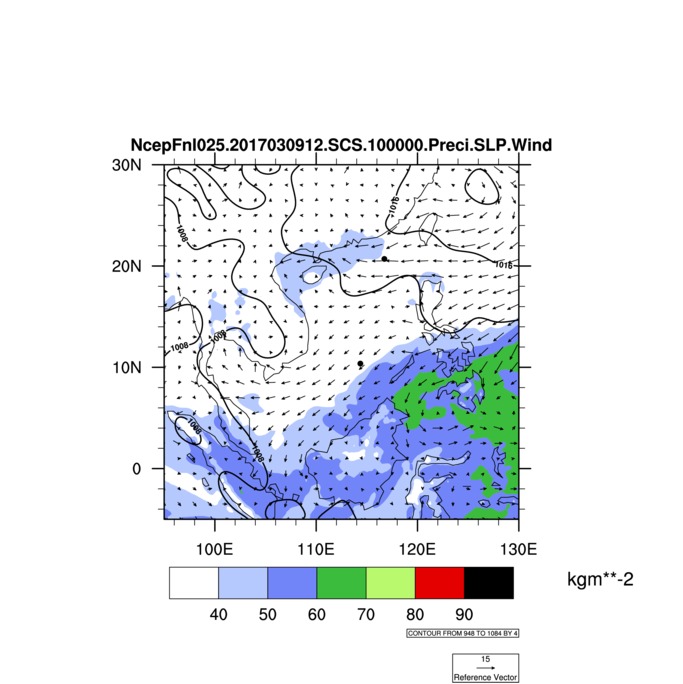 NcepFnl025.2017030912.SCS.100000.Preci.SLP.Wind
30N
20N
10N
0
1008
1016
1016
1008
1008
1008
1008
100E 110E 120E 130E
kgm**-2
40 50 60 70 80 90
CONTOUR FROM 948 TO 1084 BY 4
15
Reference Vector